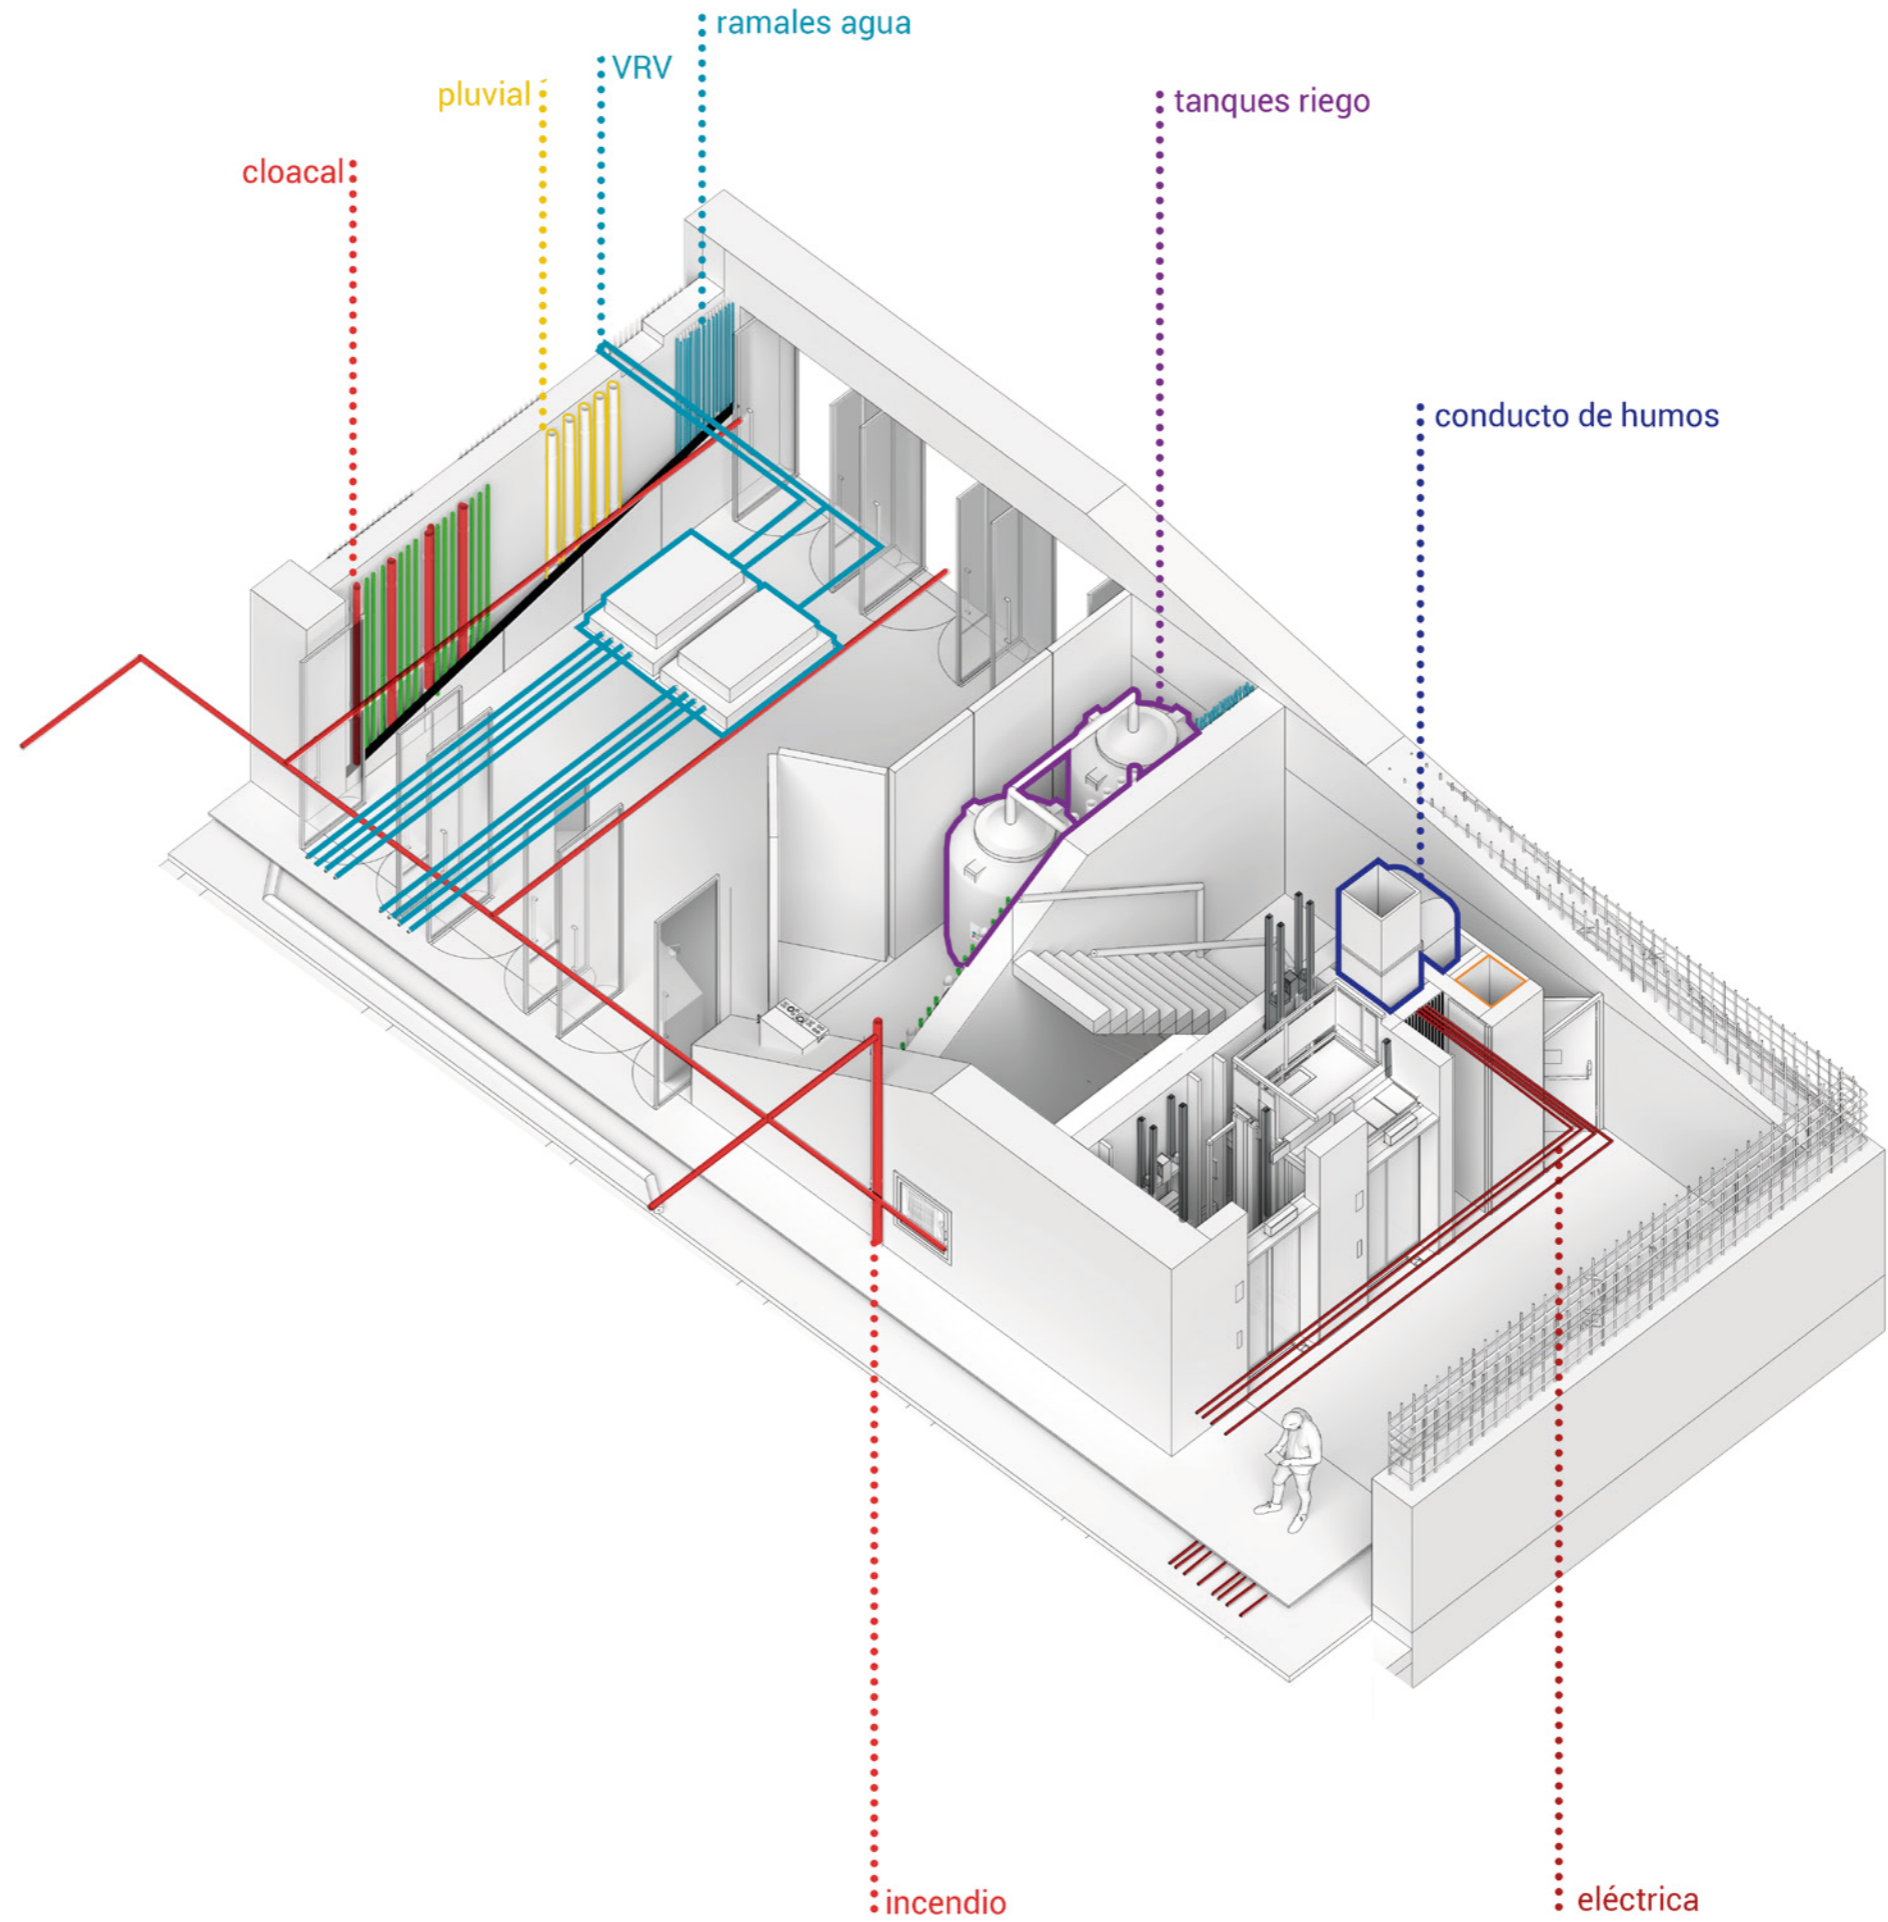 ramales agua
VRV
pluvial
tanques riego
cloacal
conducto de humos
incendio
eléctrica